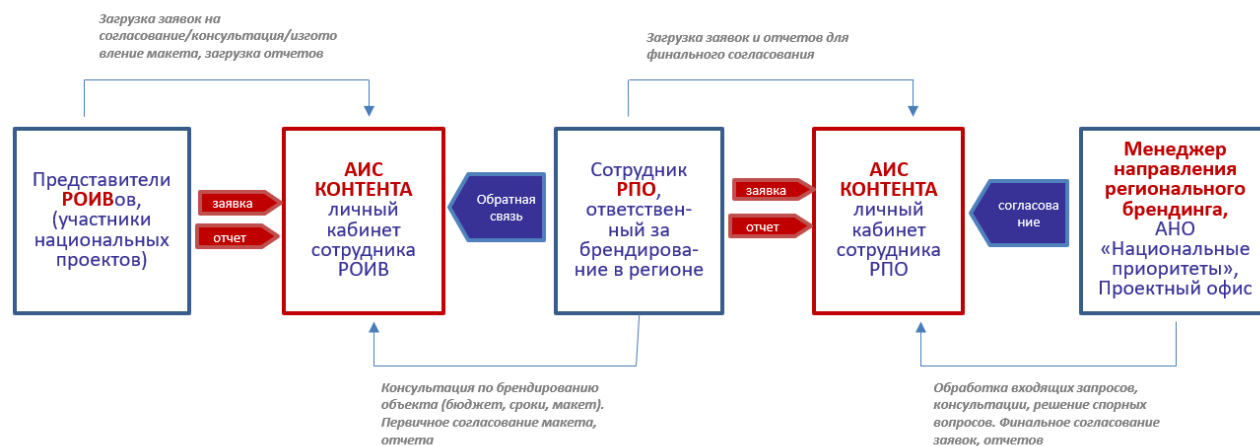 Загрузка заявок на
согласование/консультация/изгото
вление макета, загрузка отчетов
Загрузка заявок и отчетов для
финального согласования
Представители
РОИВов,
(участники
национальных
проектов)
заявка
отчет
АИС
КОНТЕНТА
личный
кабинет
сотрудника
РОИВ
Обратная
связь
Сотрудник
РПО,
ответствен-
ный за
брендирова-
ние в регионе
заявка
отчет
АИС
КОНТЕНТА
личный
кабинет
сотрудника
РПО
согласова
ние
Менеджер
направления
регионального
брендинга,
АНО
«Национальные
приоритеты»,
Проектный офис
Консультация по брендированию
объекта (бюджет, сроки, макет).
Первичное согласование макета,
отчета
Обработка входящих запросов,
консультации, решение спорных
вопросов. Финальное согласование
заявок, отчетов